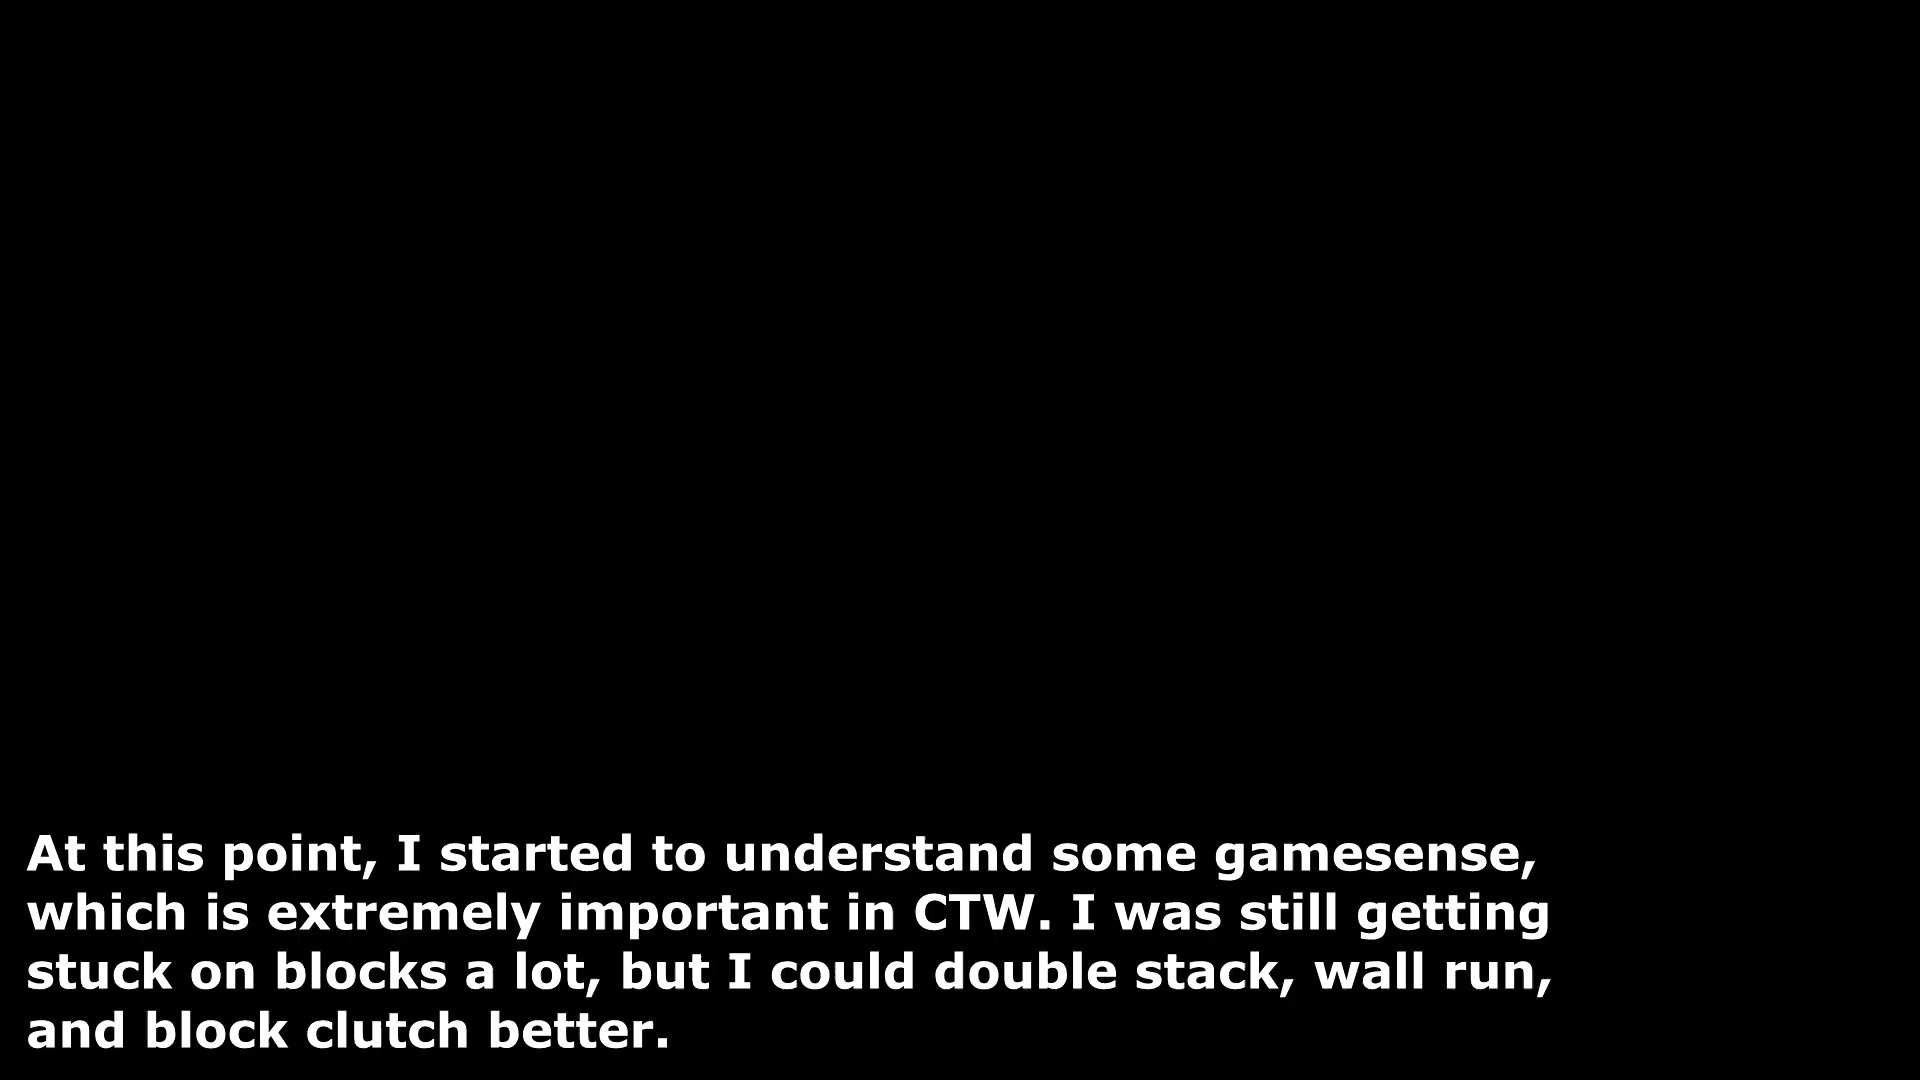 At this point, I started to understand some gamesense,
which is extremely important in CTW. I was still getting
stuck on blocks a lot, but I could double stack, wall run,
and block clutch better.